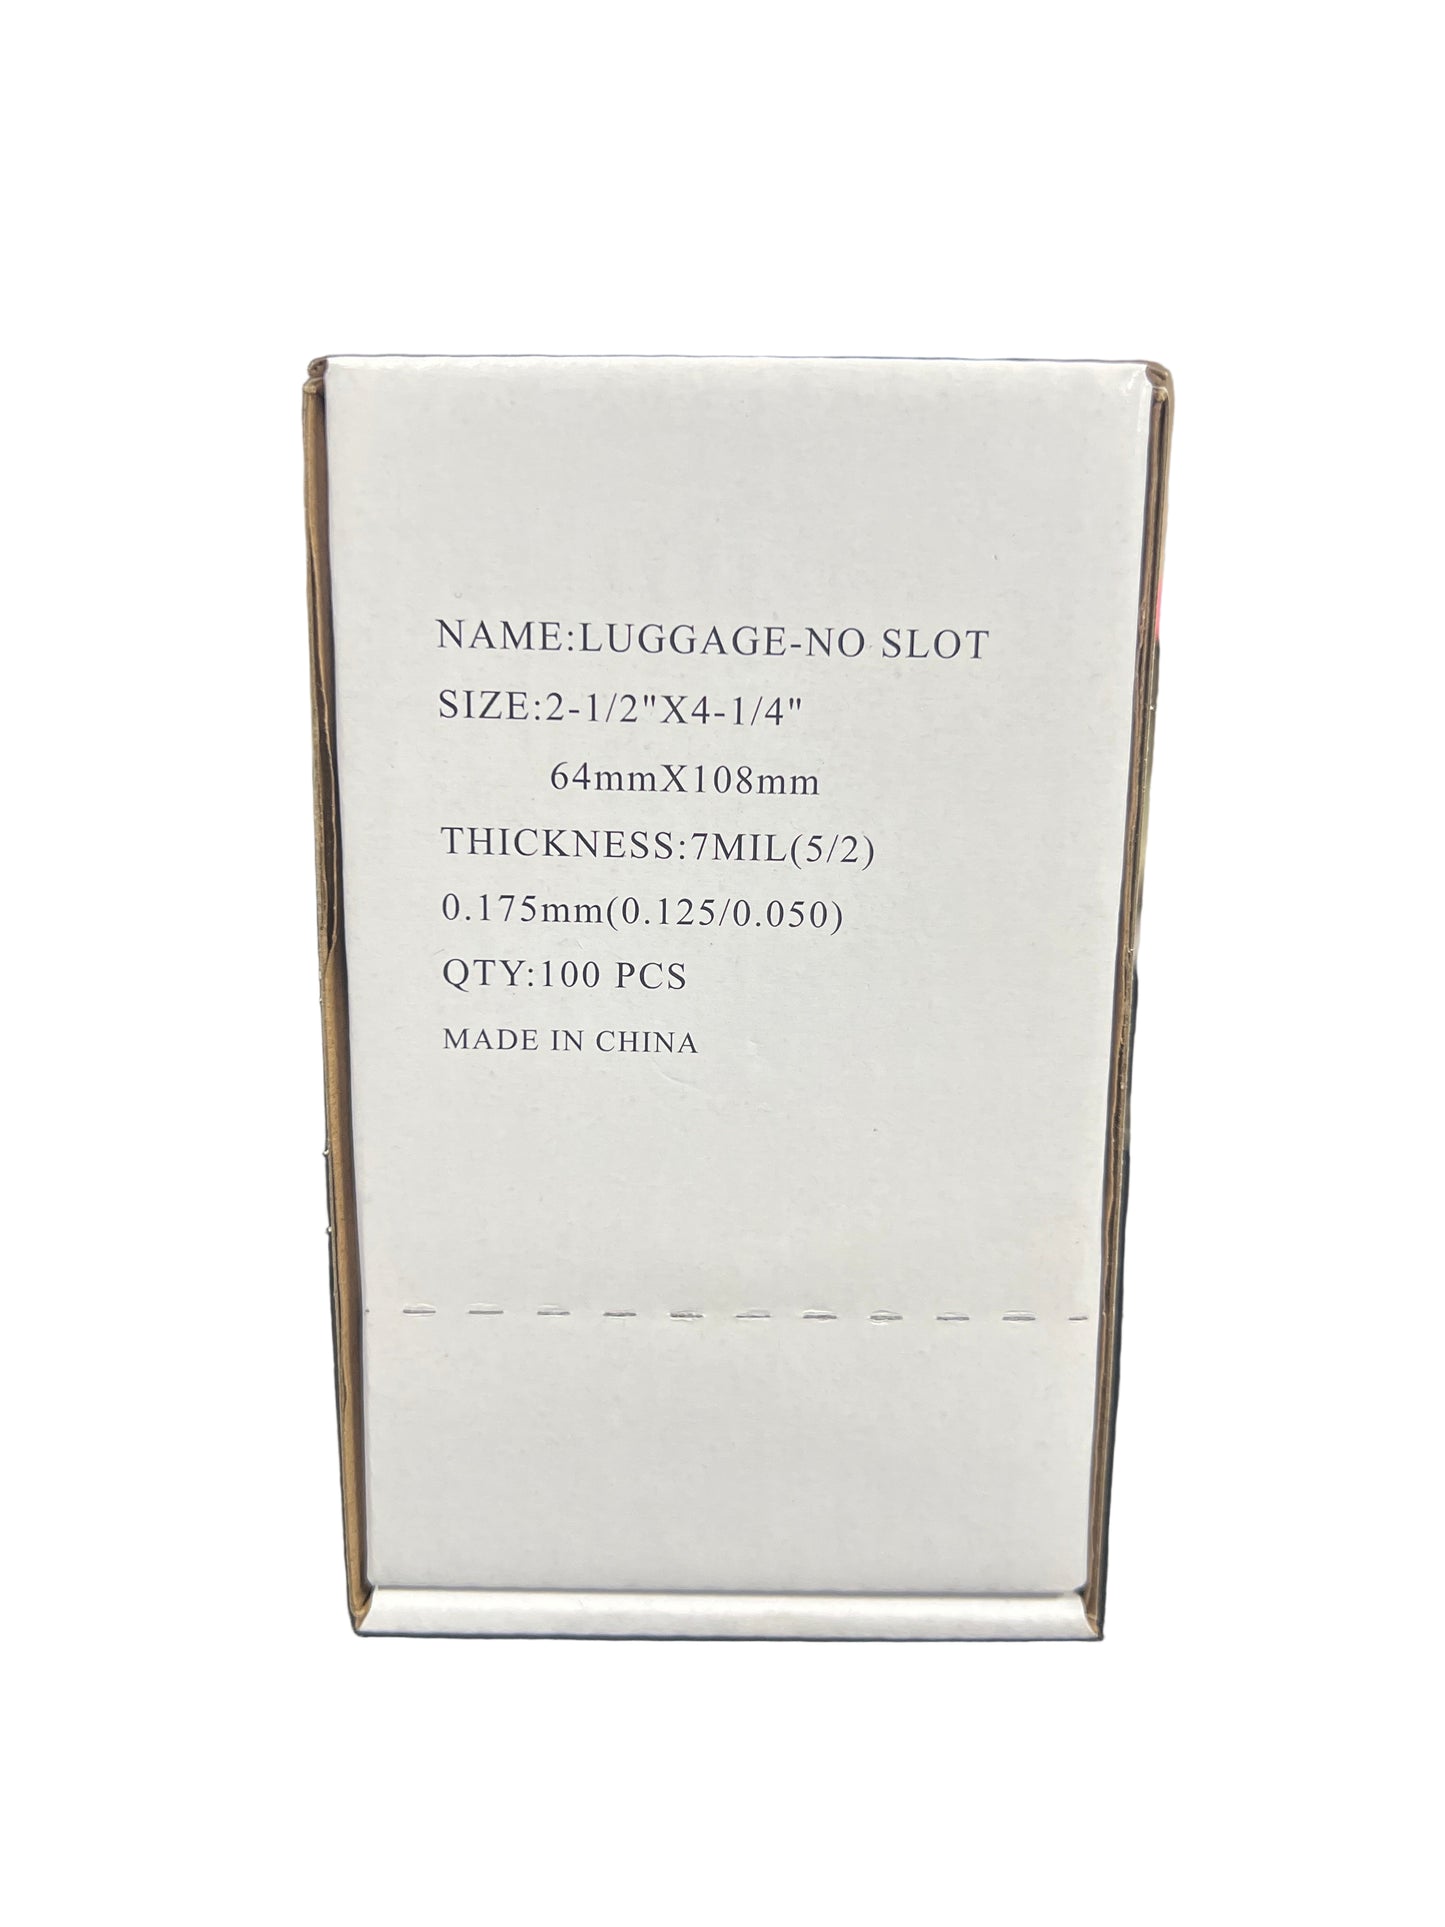 NAME:LUGGAGE-NO SLOT
SIZE:2-1/2"X4-1/4"
64mmX108mm
THICKNESS:7MIL(5/2)
0.175mm(0.125/0.050)
QTY:100 PCS
MADE IN CHINA